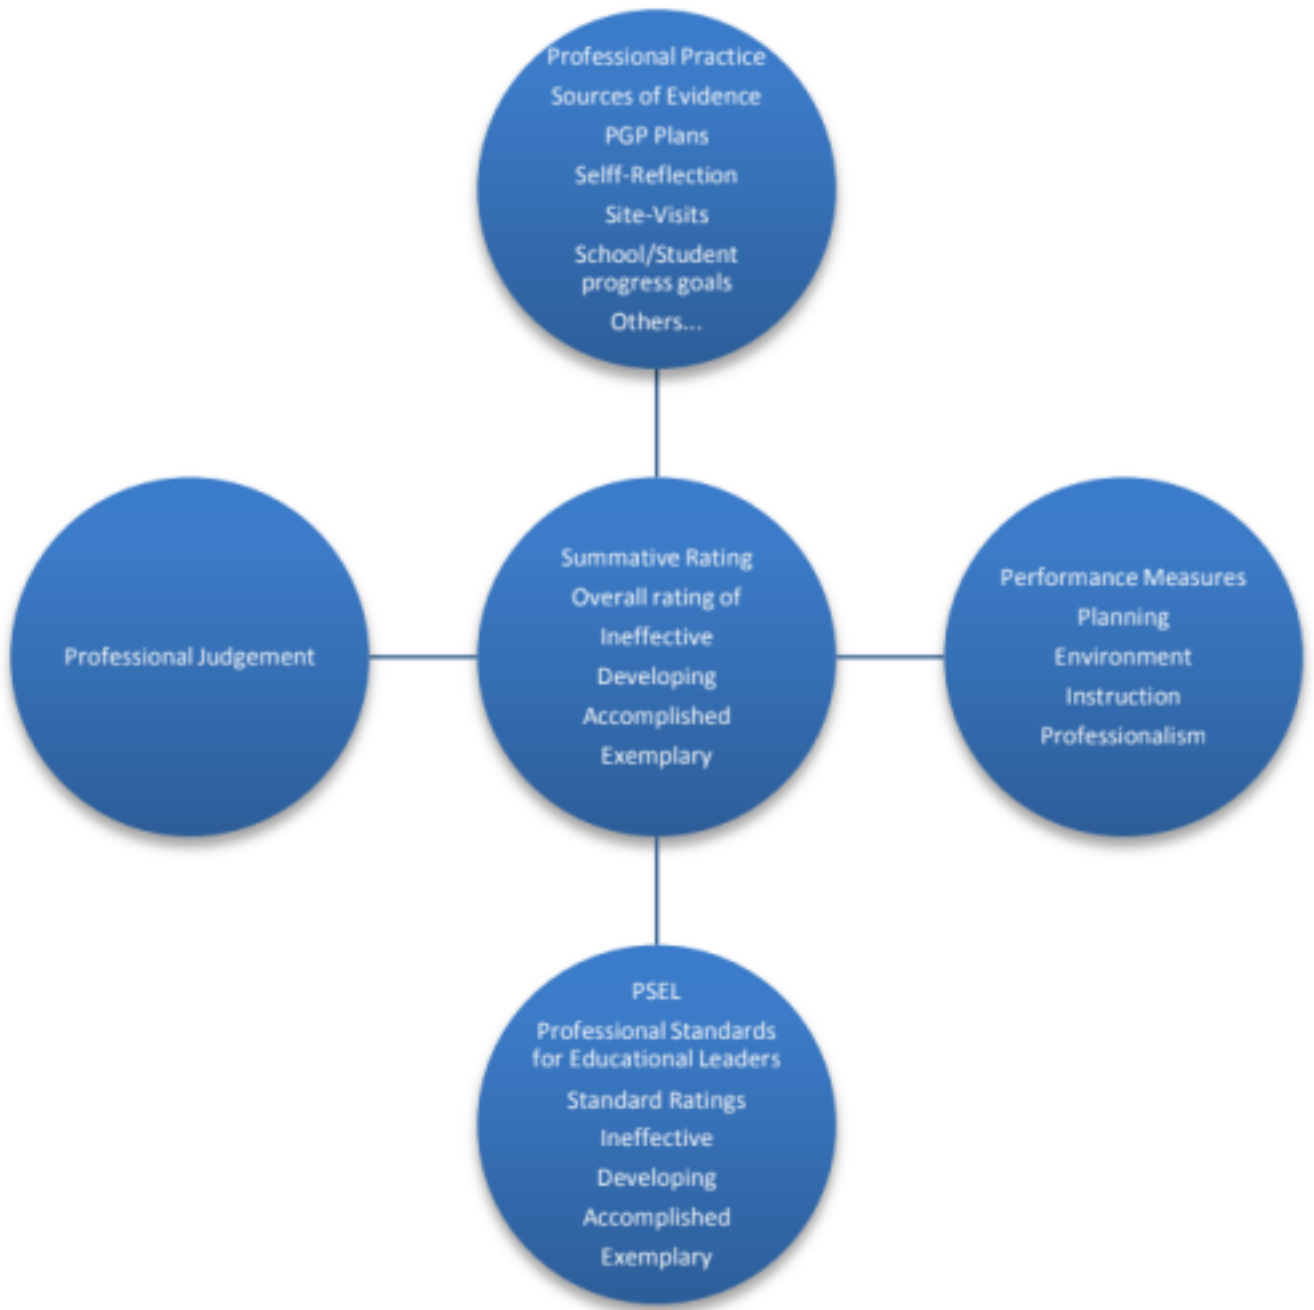 Professional Practice
Sources of Evidence
PGP Plans
Selff-Reflection
Site-Visits
School/Student
progress goals
Others...
Professional Judgement
Summative Rating
Overall rating of
Ineffective
Developing
Accomplished
Exemplary
Performance Measures
Planning
Environment
Instruction
Professionalism
PSEL
Professional Standards
for Educational Leaders
Standard Ratings
Ineffective
Developing
Accomplished
Exemplary